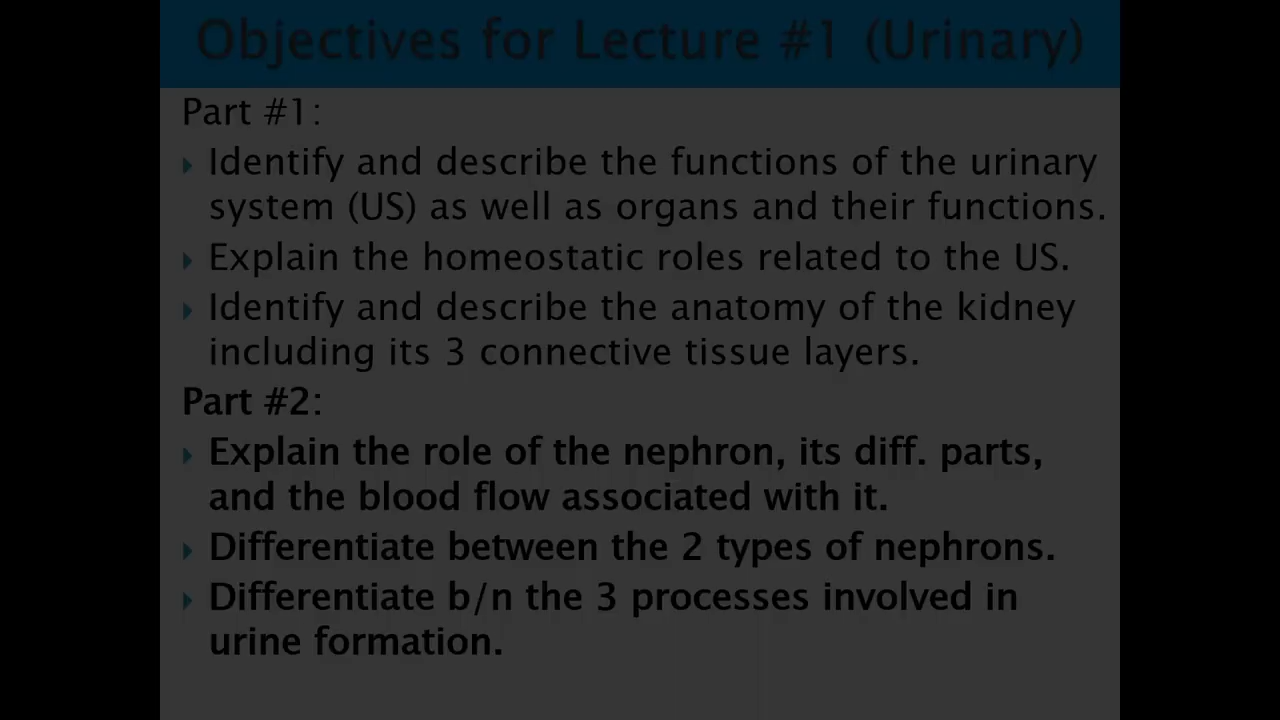 Objectives for Lecture #1 (Urinary)
Part #1:
Identify and describe the functions of the urinary
system (US) as well as organs and their functions.
Explain the homeostatic roles related to the US.
Identify and describe the anatomy of the kidney
including its 3 connective tissue layers.
Part #2:
Explain the role of the nephron, its diff. parts,
and the blood flow associated with it.
Differentiate between the 2 types of nephrons.
Differentiate b/n the 3 processes involved in
urine formation.